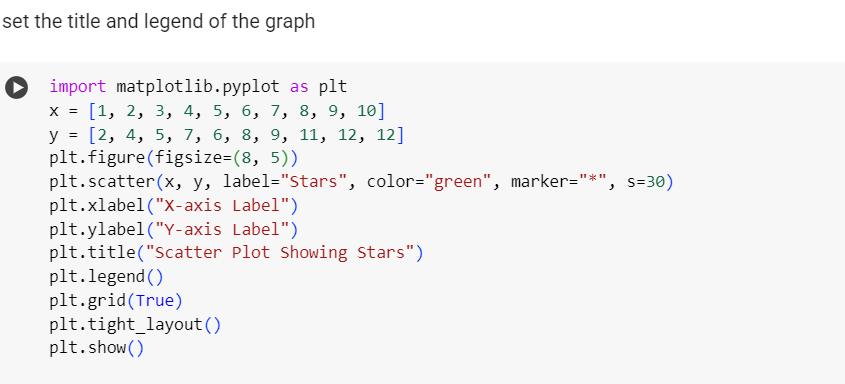 set the title and legend of the graph
import matplotlib.pyplot as plt
x = [1, 2, 3, 4, 5, 6, 7, 8, 9, 10]
y = [2, 4, 5, 7, 6, 8, 9, 11, 12, 12]
plt.figure(figsize=(8, 5))
plt.scatter(x, y, label="Stars", color="green", marker="*", s=30)
plt.xlabel("X-axis Label")
plt.ylabel("Y-axis Label")
plt.title("Scatter Plot Showing Stars")
plt.legend()
plt.grid(True)
plt.tight_layout()
plt.show()